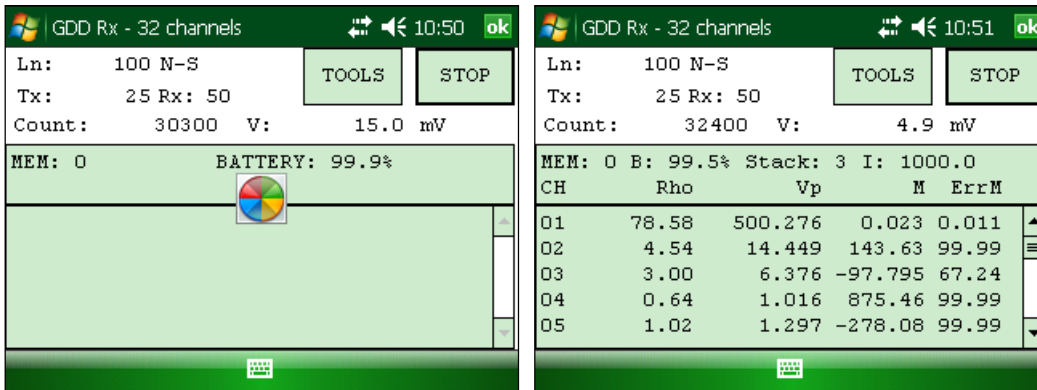 GDD Rx - 32 channels 10:50 ok
Ln: 100 N-S
TOOLS STOP
Tx: 25 Rx: 50
Count: 30300 V: 15.0 mV
MEM: 0 BATTERY: 99.9%
GDD Rx - 32 channels 10:51 ok
Ln: 100 N-S
TOOLS STOP
Tx: 25 Rx: 50
Count: 32400 V: 4.9 mV
MEM: 0 B: 99.5% Stack: 3 I: 1000.0
CH Rho Vp M ErrM
01 78.58 500.276 0.023 0.011
02 4.54 14.449 143.63 99.99
03 3.00 6.376 -97.795 67.24
04 0.64 1.016 875.46 99.99
05 1.02 1.297 -278.08 99.99